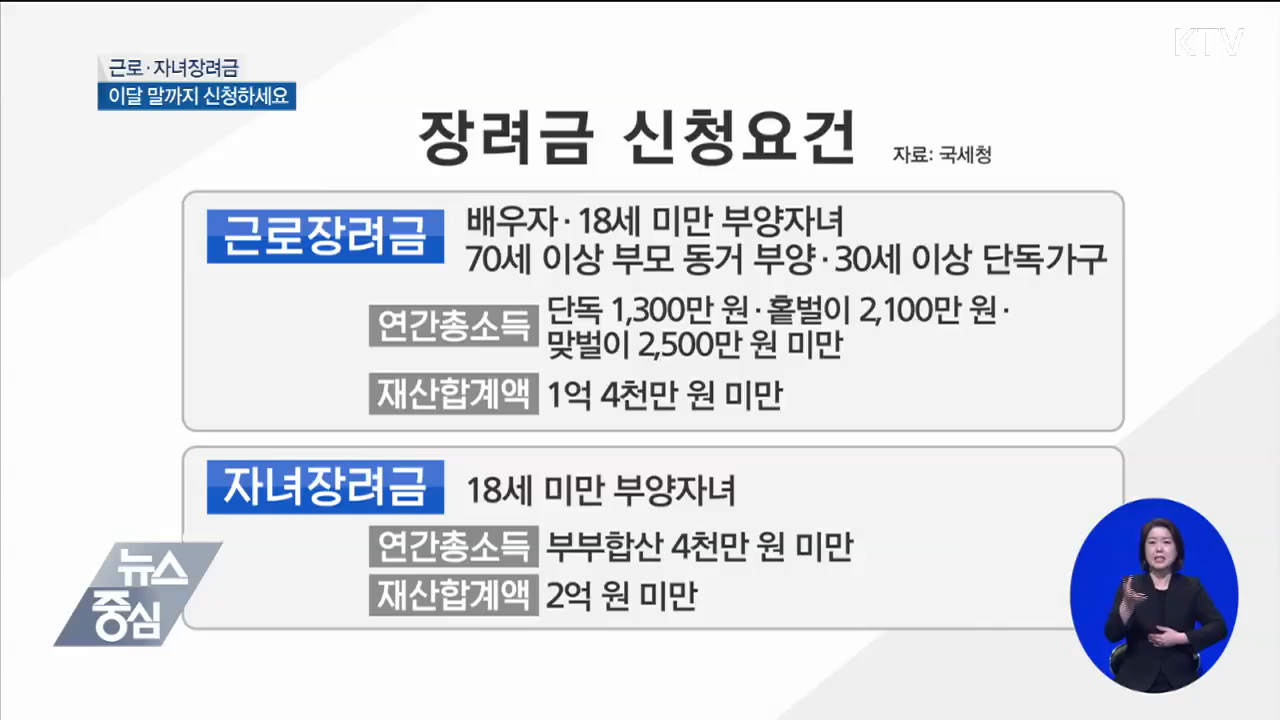 KTV
근로·자녀장려금
이달 말까지 신청하세요
장려금 신청요건
자료: 국세청
근로장려금
배우자·18세 미만 부양자녀
70세 이상 부모 동거 부양·30세 이상 단독가구
연간총소득
단독 1,300만 원·홑벌이 2,100만 원·
맞벌이 2,500만 원 미만
재산합계액
1억 4천만 원 미만
자녀장려금
18세 미만 부양자녀
연간총소득
부부합산 4천만 원 미만
재산합계액
2억 원 미만
뉴스
중심